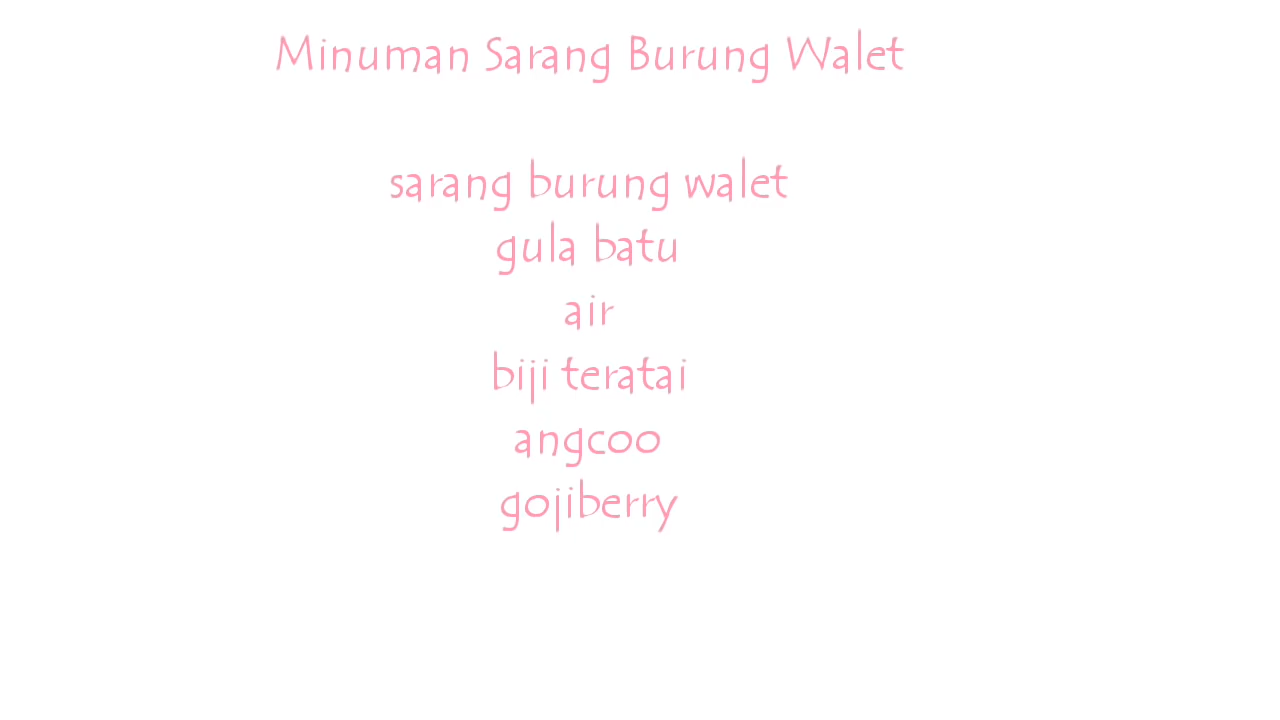 Minuman Sarang Burung Walet
sarang burung walet
gula batu
air
biji teratai
angcoo
gojiberry